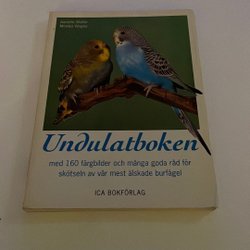 Undulatboken
med 160 färgbilder och många goda råd för
skötseln av vår mest älskade burfågel
ICA BOKFÖRLAG